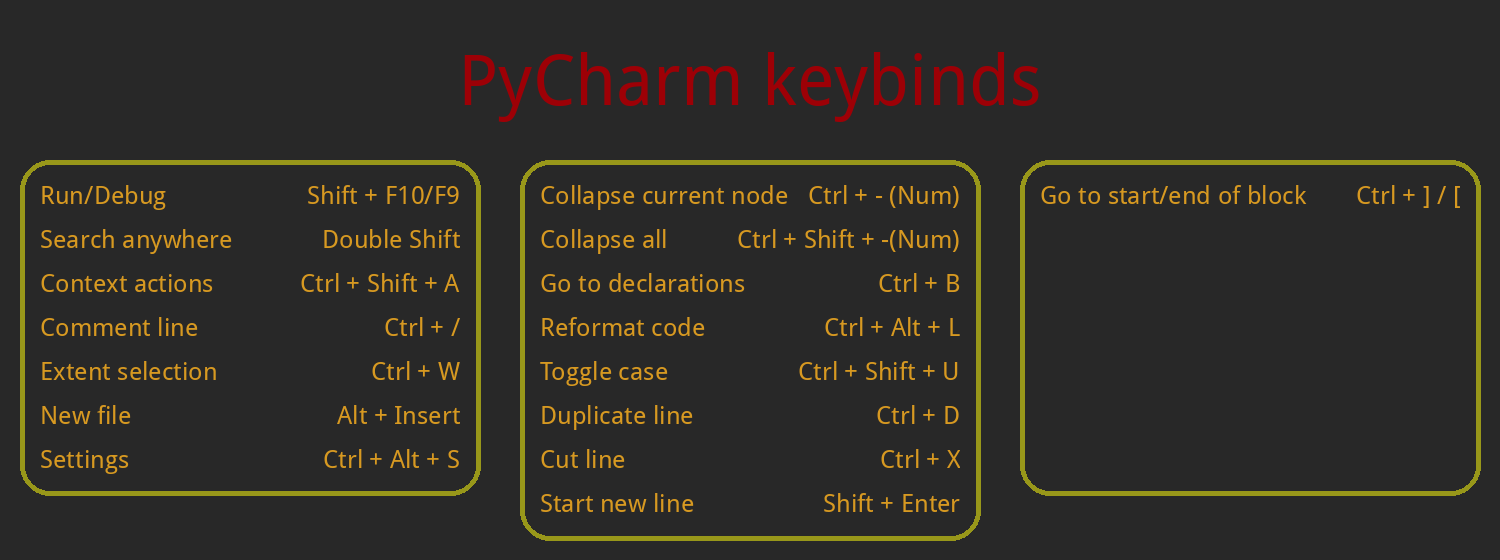 PyCharm keybinds
Run/Debug Shift + F10/F9
Search anywhere Double Shift
Context actions Ctrl + Shift + A
Comment line Ctrl + /
Extent selection Ctrl + W
New file Alt + Insert
Settings Ctrl + Alt + S
Collapse current node Ctrl + - (Num)
Collapse all Ctrl + Shift + -(Num)
Go to declarations Ctrl + B
Reformat code Ctrl + Alt + L
Toggle case Ctrl + Shift + U
Duplicate line Ctrl + D
Cut line Ctrl + X
Start new line Shift + Enter
Go to start/end of block Ctrl + ] / [